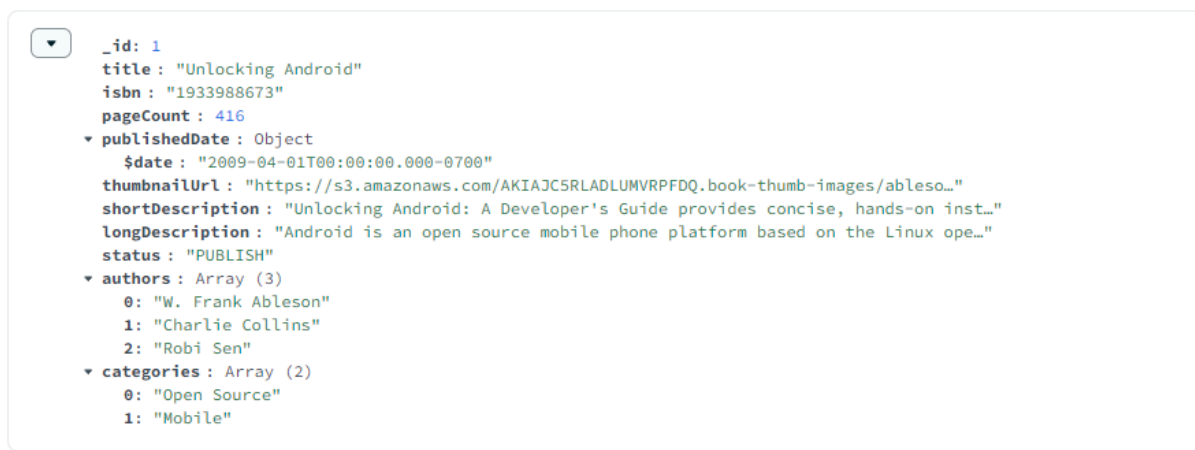 _id: 1
title : "Unlocking Android"
isbn : "1933988673"
pageCount : 416
publishedDate : Object
$date : "2009-04-01T00:00:00.000-0700"
thumbnailUrl : "https://s3.amazonaws.com/AKIAJC5RLADLUMVRPFDQ.book-thumb-images/ableso…"
shortDescription : "Unlocking Android: A Developer's Guide provides concise, hands-on inst…"
longDescription : "Android is an open source mobile phone platform based on the Linux ope…"
status : "PUBLISH"
authors : Array (3)
0: "W. Frank Ableson"
1: "Charlie Collins"
2: "Robi Sen"
categories : Array (2)
0: "Open Source"
1: "Mobile"